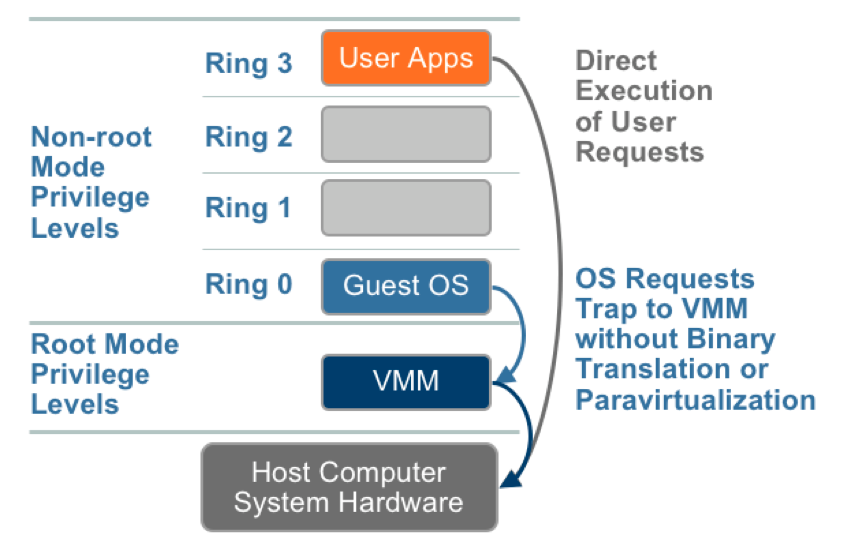 Ring 3
User Apps
Direct
Execution
of User
Requests
Non-root
Mode
Privilege
Levels
Ring 2
Ring 1
Ring 0
Guest OS
OS Requests
Trap to VMM
without Binary
Translation or
Paravirtualization
Root Mode
Privilege
Levels
VMM
Host Computer
System Hardware